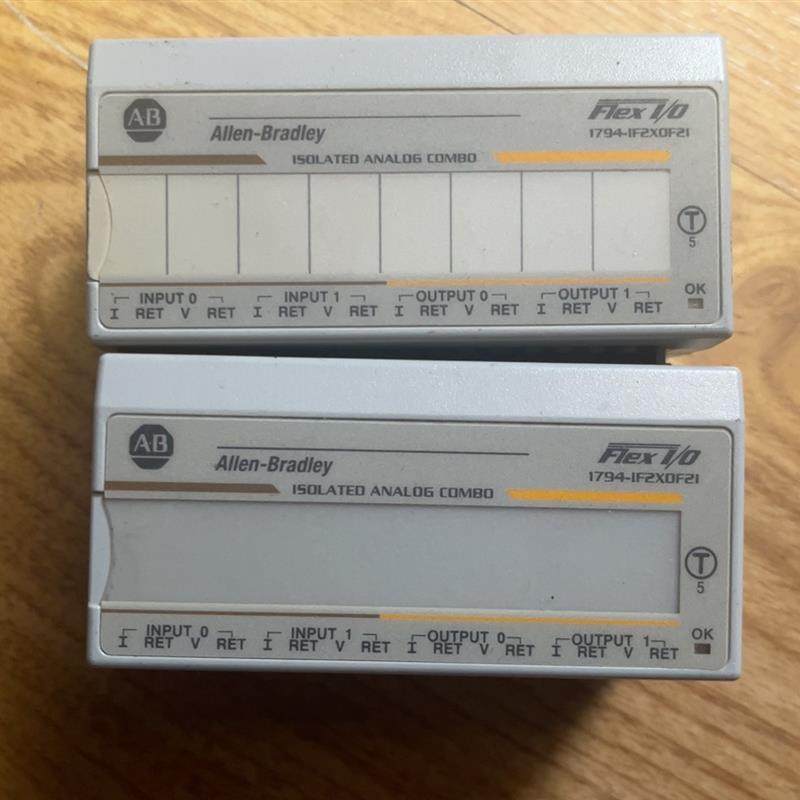 AB
Allen-Bradley
Flex I/O
1794-IF2XOF2I
ISOLATED ANALOG COMBO
T
5
OK
INPUT 0 INPUT 1 OUTPUT 0 OUTPUT 1
I RET V RET I RET V RET I RET V RET I RET V RET
AB
Allen-Bradley
Flex I/O
1794-IF2XOF2I
ISOLATED ANALOG COMBO
T
5
OK
INPUT 0 INPUT 1 OUTPUT 0 OUTPUT 1
I RET V RET I RET V RET I RET V RET I RET V RET